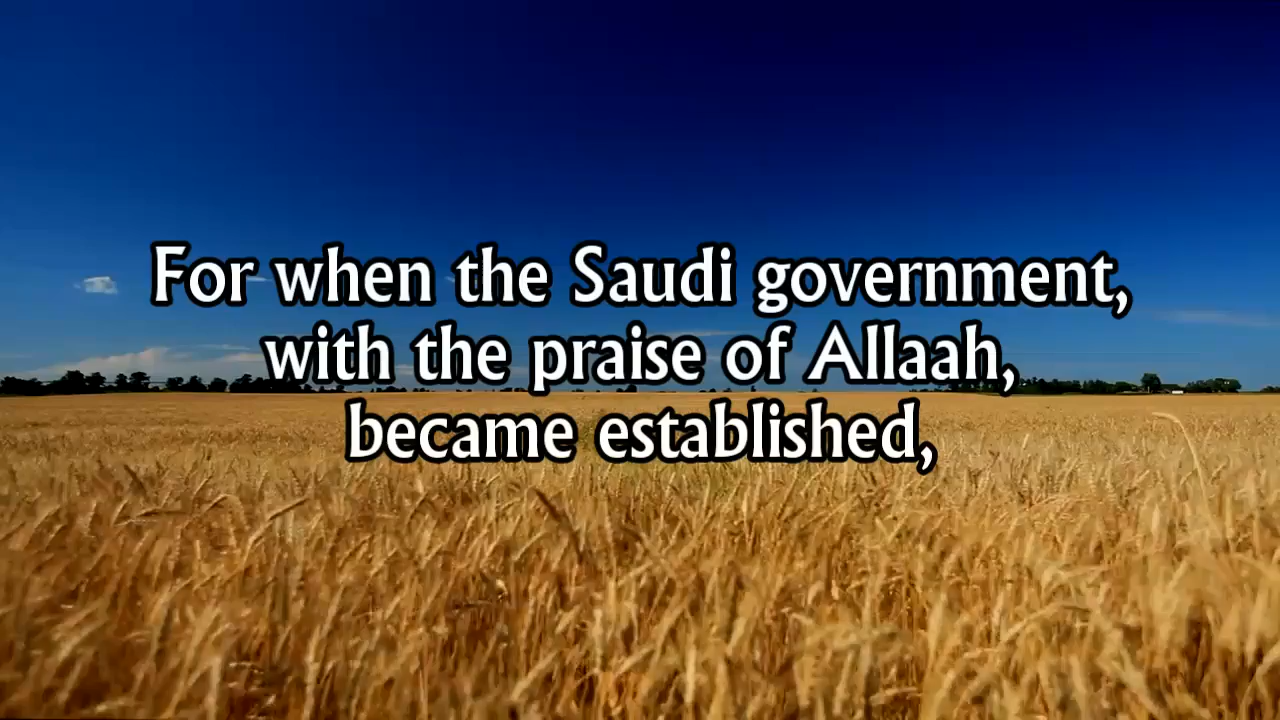 For when the Saudi government,
with the praise of Allaah,
became established,